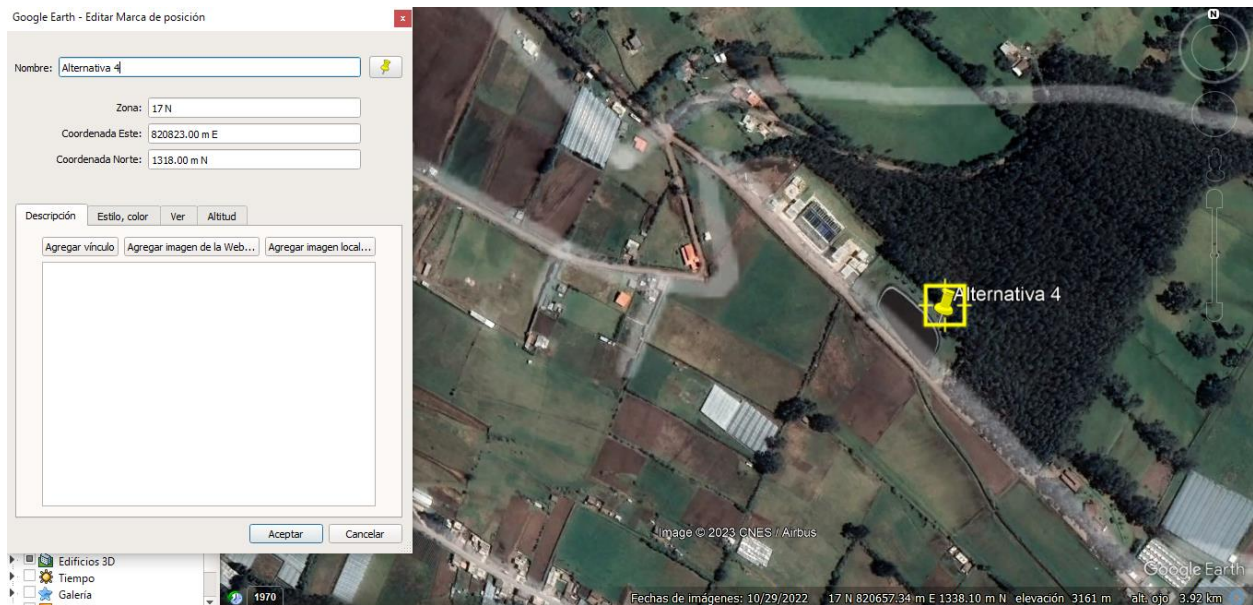 Google Earth - Editar Marca de posición
x
Nombre: Alternativa 4
Zona: 17 N
Coordenada Este: 820823.00 m E
Coordenada Norte: 1318.00 m N
Descripción Estilo, color Ver Altitud
Agregar vínculo Agregar imagen de la Web... Agregar imagen local...
Aceptar Cancelar
Edificios 3D
Tiempo
Galería
N
Alternativa 4
Image © 2023 CNES / Airbus
Google Earth
1970
Fechas de imágenes: 10/29/2022 17 N 820657.34 m E 1338.10 m N elevación 3161 m alt. ojo 3.92 km